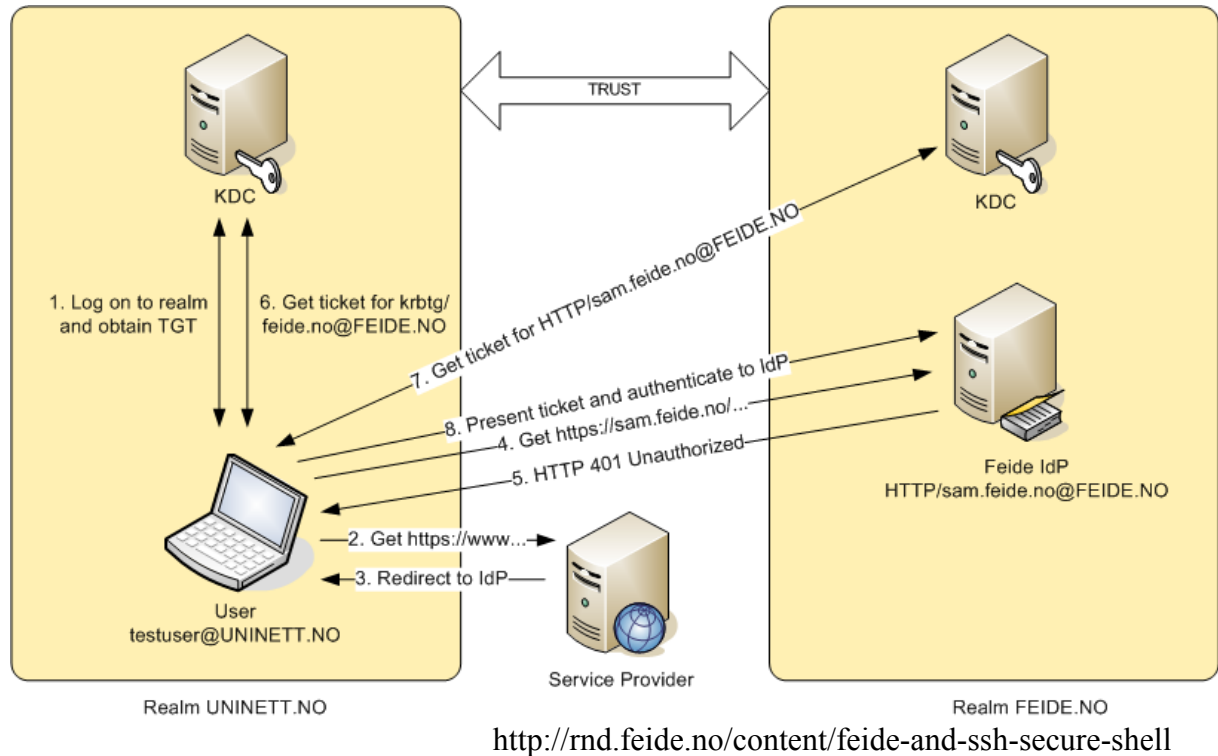 TRUST
KDC
KDC
1. Log on to realm
and obtain TGT
6. Get ticket for krbtg/
feide.no@FEIDE.NO
7. Get ticket for HTTP/sam.feide.no@FEIDE.NO
8. Present ticket and authenticate to IdP
4. Get https://sam.feide.no/...
5. HTTP 401 Unauthorized
Feide IdP
HTTP/sam.feide.no@FEIDE.NO
2. Get https://www...
3. Redirect to IdP
User
testuser@UNINETT.NO
Service Provider
Realm UNINETT.NO
Realm FEIDE.NO
http://rnd.feide.no/content/feide-and-ssh-secure-shell